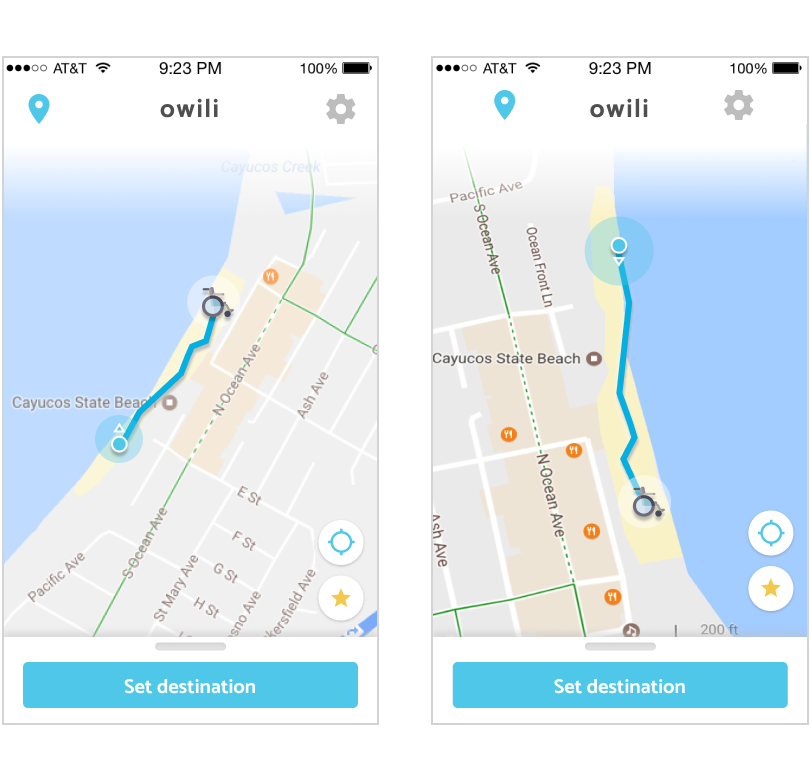 AT&T 9:23 PM 100%
owili
Cayucos Creek
N Ocean Ave
Ash Ave
Cayucos State Beach
E St
F St
G St
H St
S Ocean Ave
Pacific Ave
St Mary Ave
Set destination
AT&T 9:23 PM 100%
owili
Pacific Ave
S Ocean Ave
Ocean Front Ln
Cayucos State Beach
N Ocean Ave
Ash Ave
200 ft
Set destination